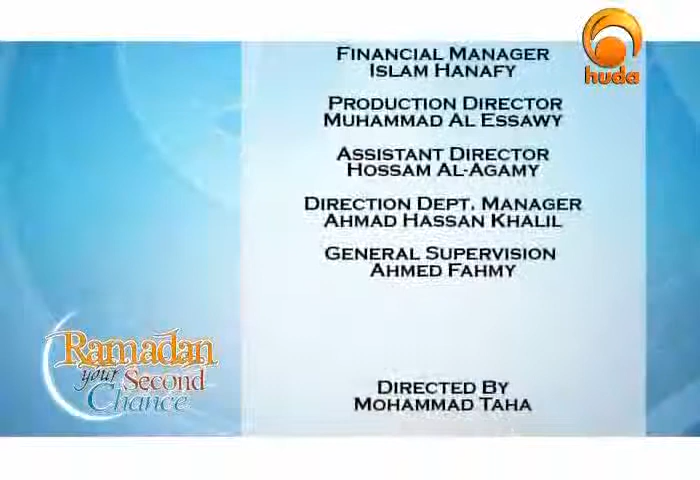 huda
FINANCIAL MANAGER
ISLAM HANAFY
PRODUCTION DIRECTOR
MUHAMMAD AL ESSAWY
ASSISTANT DIRECTOR
HOSSAM AL-AGAMY
DIRECTION DEPT. MANAGER
AHMAD HASSAN KHALIL
GENERAL SUPERVISION
AHMED FAHMY
Ramadan
your Second
Chance
DIRECTED BY
MOHAMMAD TAHA